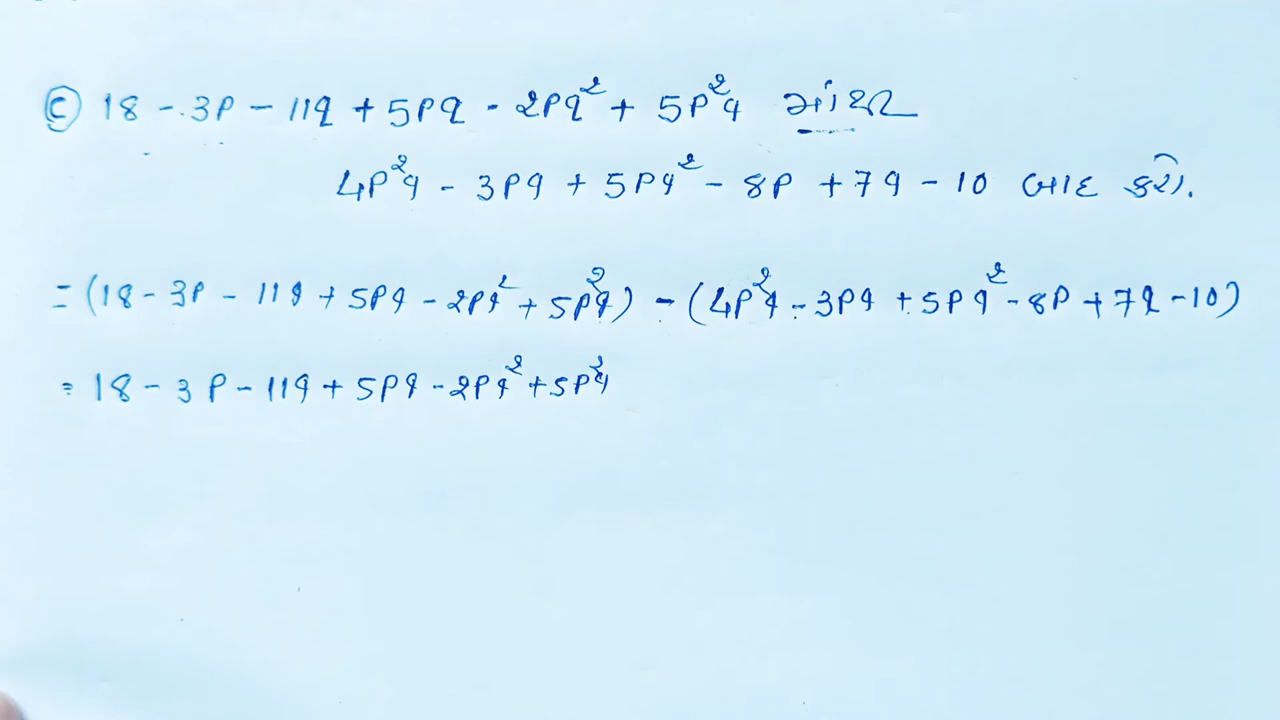 (c) 18 - 3P - 11q + 5Pq - 2Pq² + 5P²q માંથી
4P²q - 3Pq + 5Pq² - 8P + 7q - 10 બાદ કરો.
= (18 - 3P - 11q + 5Pq - 2Pq² + 5P²q) - (4P²q - 3Pq + 5Pq² - 8P + 7q - 10)
= 18 - 3P - 11q + 5Pq - 2Pq² + 5P²q